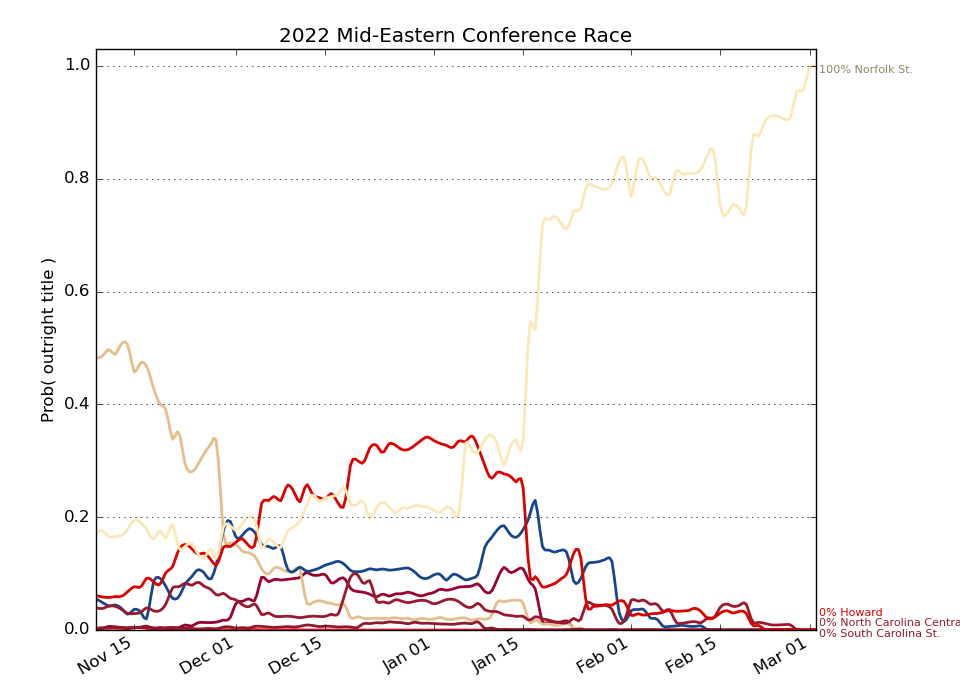 2022 Mid-Eastern Conference Race
Prob( outright title )
1.0
0.8
0.6
0.4
0.2
0.0
Nov 15
Dec 01
Dec 15
Jan 01
Jan 15
Feb 01
Feb 15
Mar 01
100% Norfolk St.
0% Howard
0% North Carolina Centra
0% South Carolina St.